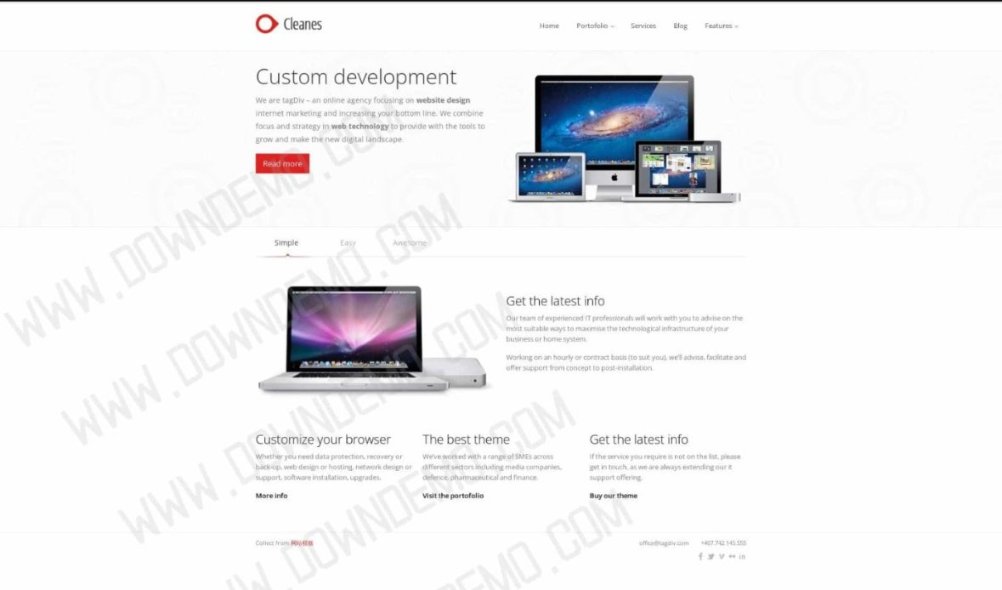 Cleanes
Home Portofolio Services Blog Features
Custom development
We are tagDiv – an online agency focusing on website design
internet marketing and increasing your bottom line. We combine
focus and strategy in web technology to provide with the tools to
grow and make the new digital landscape.
Read more
Simple Easy Awesome
Get the latest info
Our team of experienced IT professionals will work with you to advise on the
most suitable ways to maximise the technological infrastructure of your
business or home system.
Working on an hourly or contract basis (to suit you), we'll advise, facilitate and
offer support from concept to post-installation.
Customize your browser
Whether you need data protection, recovery or
back-up, web design or hosting, network design or
support, software installation, upgrades.
More info
The best theme
We've worked with a range of SMEs across
different sectors including media companies,
defence, pharmaceutical and finance.
Visit the portofolio
Get the latest info
If the service you require is not on the list, please
get in touch, as we are always extending our it
support offering.
Buy our theme
Collect from 网站模板
office@tagdiv.com +407.742.145.555
WWW.DOWNDEMO.COM
WWW.DOWNDEMO.COM
WWW.DOWNDEMO.COM
WWW.DOWNDEMO.COM
WWW.DOWNDEMO.COM